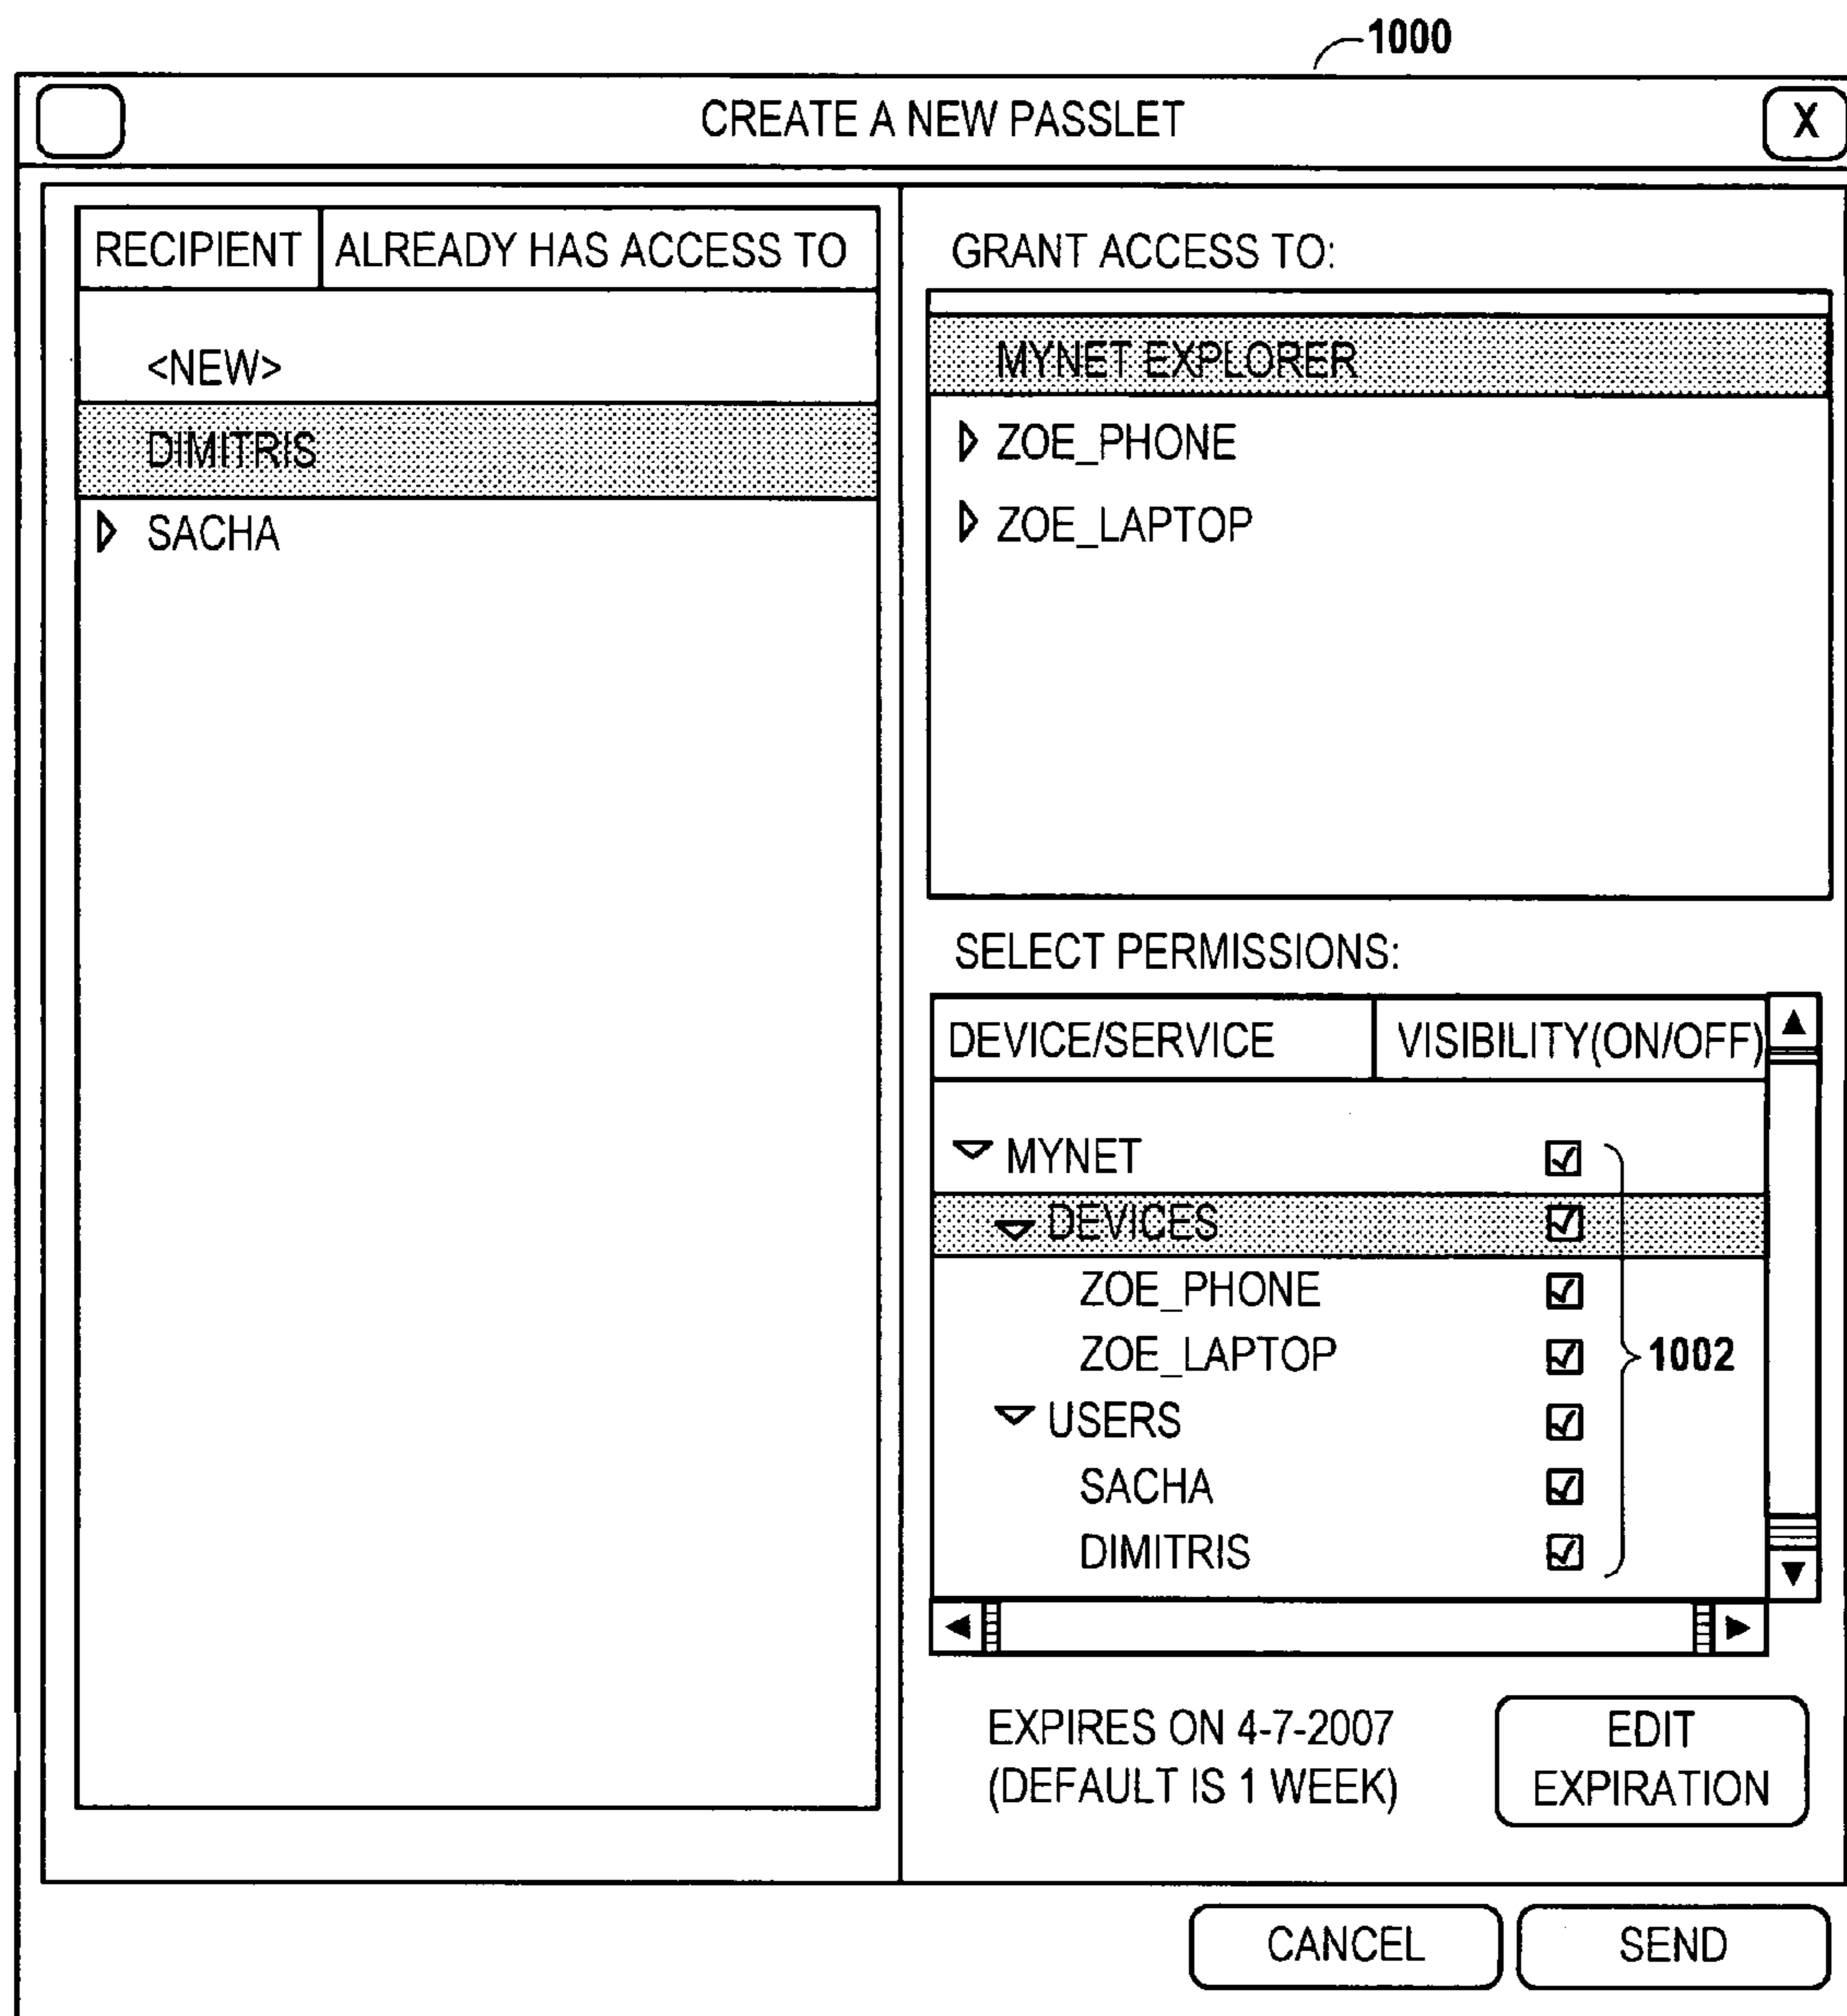 1000
CREATE A NEW PASSLET
X
RECIPIENT ALREADY HAS ACCESS TO
<NEW>
DIMITRIS
SACHA
GRANT ACCESS TO:
MYNET EXPLORER
ZOE_PHONE
ZOE_LAPTOP
SELECT PERMISSIONS:
DEVICE/SERVICE VISIBILITY(ON/OFF)
MYNET
DEVICES
ZOE_PHONE
ZOE_LAPTOP
1002
USERS
SACHA
DIMITRIS
EXPIRES ON 4-7-2007
(DEFAULT IS 1 WEEK)
EDIT
EXPIRATION
CANCEL
SEND